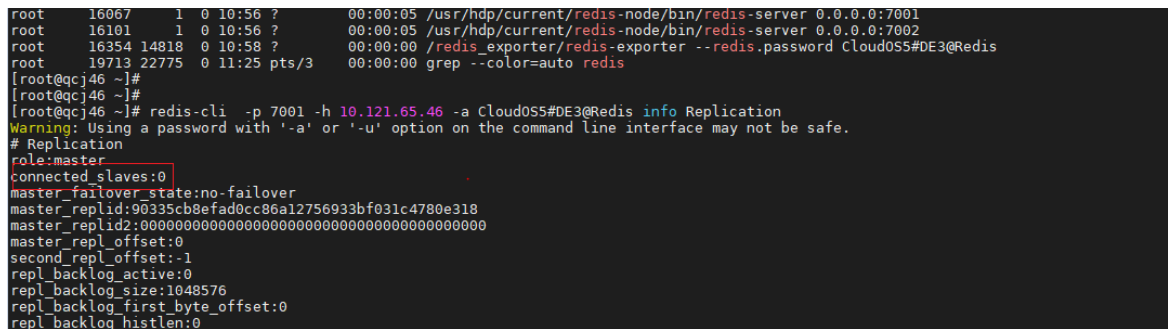 root 16067 1 0 10:56 ? 00:00:05 /usr/hdp/current/redis-node/bin/redis-server 0.0.0.0:7001
root 16101 1 0 10:56 ? 00:00:05 /usr/hdp/current/redis-node/bin/redis-server 0.0.0.0:7002
root 16354 14818 0 10:58 ? 00:00:00 /redis_exporter/redis-exporter --redis.password CloudOS5#DE3@Redis
root 19713 22775 0 11:25 pts/3 00:00:00 grep --color=auto redis
[root@qcj46 ~]#
[root@qcj46 ~]#
[root@qcj46 ~]# redis-cli -p 7001 -h 10.121.65.46 -a CloudOS5#DE3@Redis info Replication
Warning: Using a password with '-a' or '-u' option on the command line interface may not be safe.
# Replication
role:master
connected_slaves:0
master_failover_state:no-failover
master_replid:90335cb8efad0cc86a12756933bf031c4780e318
master_replid2:0000000000000000000000000000000000000000
master_repl_offset:0
second_repl_offset:-1
repl_backlog_active:0
repl_backlog_size:1048576
repl_backlog_first_byte_offset:0
repl_backlog_histlen:0